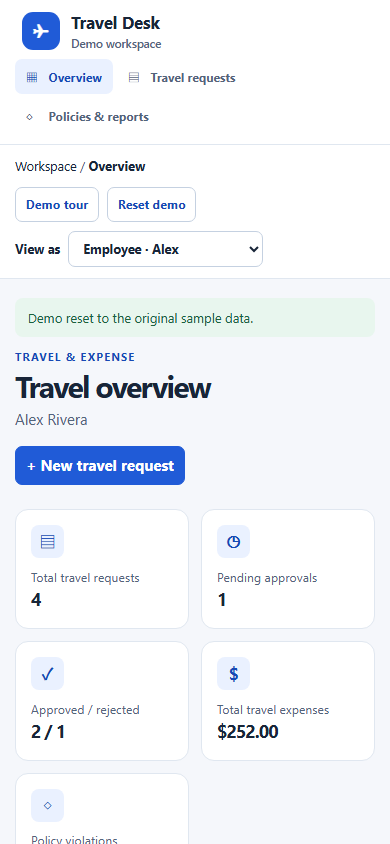 Travel Desk
Demo workspace
Overview
Travel requests
Policies & reports
Workspace / Overview
Demo tour
Reset demo
View as
Employee · Alex
Demo reset to the original sample data.
TRAVEL & EXPENSE
Travel overview
Alex Rivera
+ New travel request
Total travel requests
4
Pending approvals
1
Approved / rejected
2 / 1
$
Total travel expenses
$252.00
Policy violations